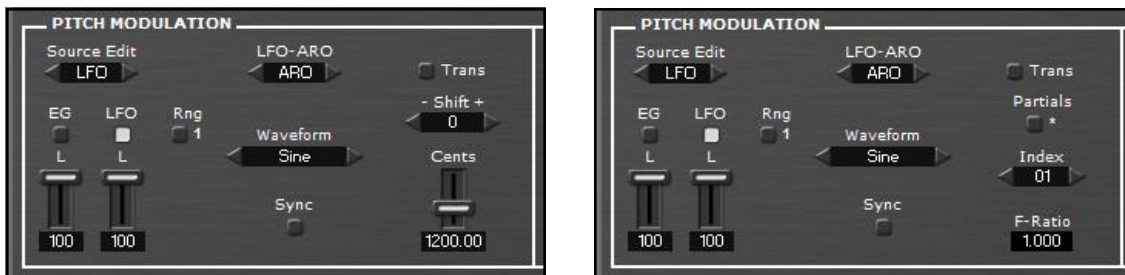 PITCH MODULATION
Source Edit
LFO
LFO-ARO
ARO
Trans
- Shift +
0
EG
LFO
Rng
1
Waveform
Sine
L
L
Cents
Sync
100
100
1200.00
PITCH MODULATION
Source Edit
LFO
LFO-ARO
ARO
Trans
Partials
*
EG
LFO
Rng
1
Waveform
Sine
L
L
Index
01
Sync
F-Ratio
100
100
1.000